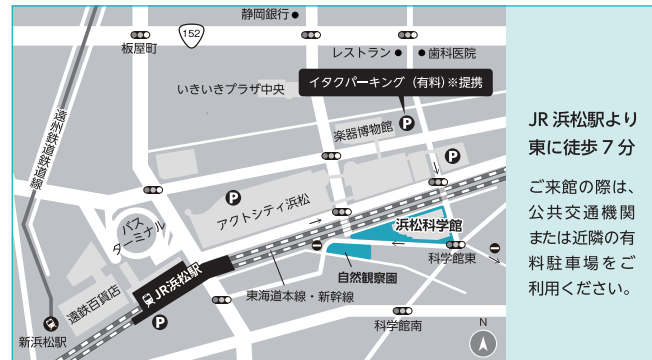 静岡銀行
152
板屋町
レストラン
歯科医院
いきいきプラザ中央
イタクパーキング（有料）※提携
楽器博物館
P
P
遠州鉄道鉄道線
P
アクトシティ浜松
バス
ターミナル
浜松科学館
科学館東
自然観察園
JR浜松駅
東海道本線・新幹線
遠鉄百貨店
新浜松駅
P
科学館南
N
JR 浜松駅より
東に徒歩 7 分
ご来館の際は、
公共交通機関
または近隣の有
料駐車場をご
利用ください。